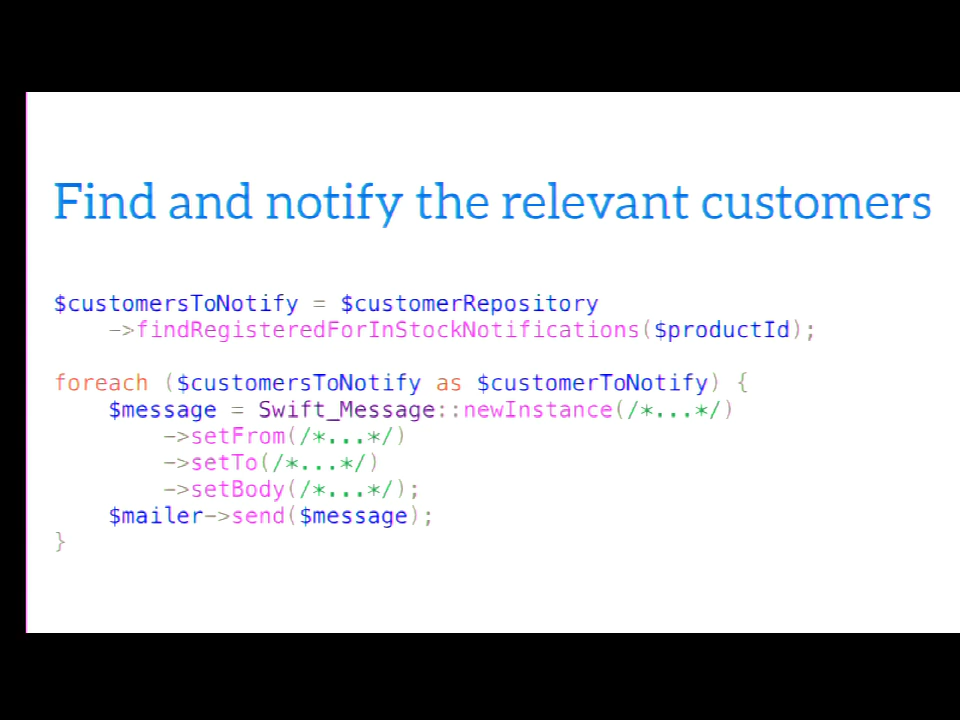 Find and notify the relevant customers
$customersToNotify = $customerRepository
->findRegisteredForInStockNotifications($productId);
foreach ($customersToNotify as $customerToNotify) {
$message = Swift_Message::newInstance(/*...*/)
->setFrom(/*...*/)
->setTo(/*...*/)
->setBody(/*...*/);
$mailer->send($message);
}